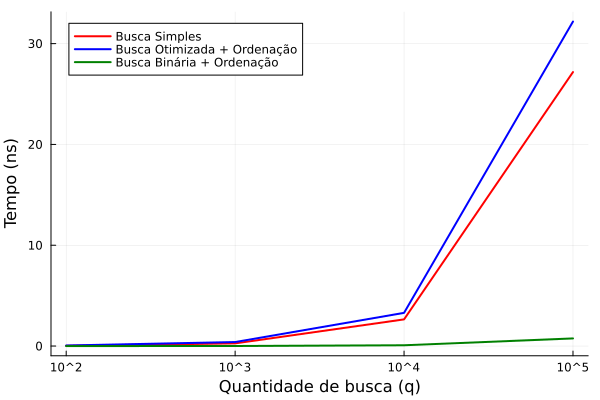 Busca Simples
Busca Otimizada + Ordenação
Busca Binária + Ordenação
Tempo (ns)
30
20
10
0
10^2
10^3
10^4
10^5
Quantidade de busca (q)